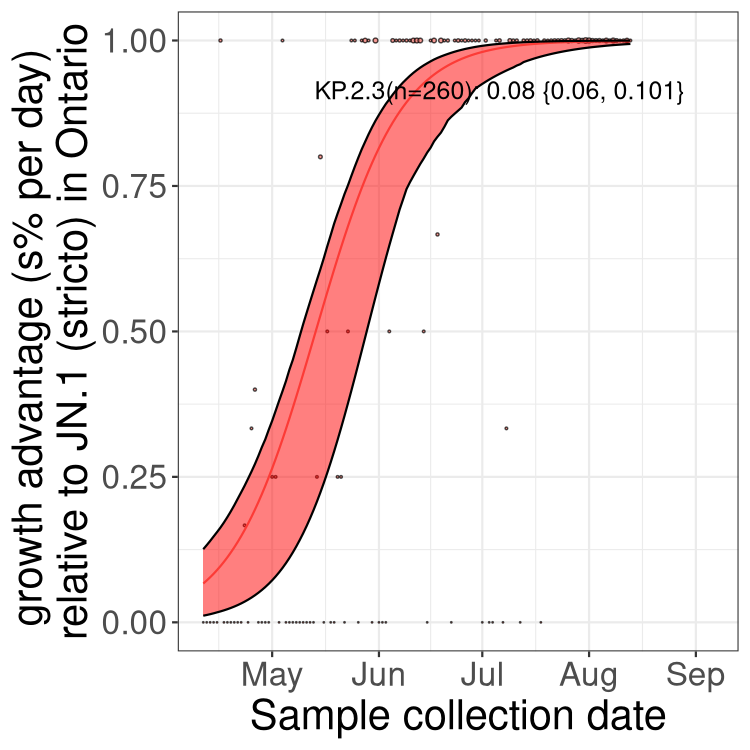 growth advantage (s% per day)
relative to JN.1 (stricto) in Ontario
1.00
0.75
0.50
0.25
0.00
KP.2.3(n=260): 0.08 {0.06, 0.101}
May Jun Jul Aug Sep
Sample collection date